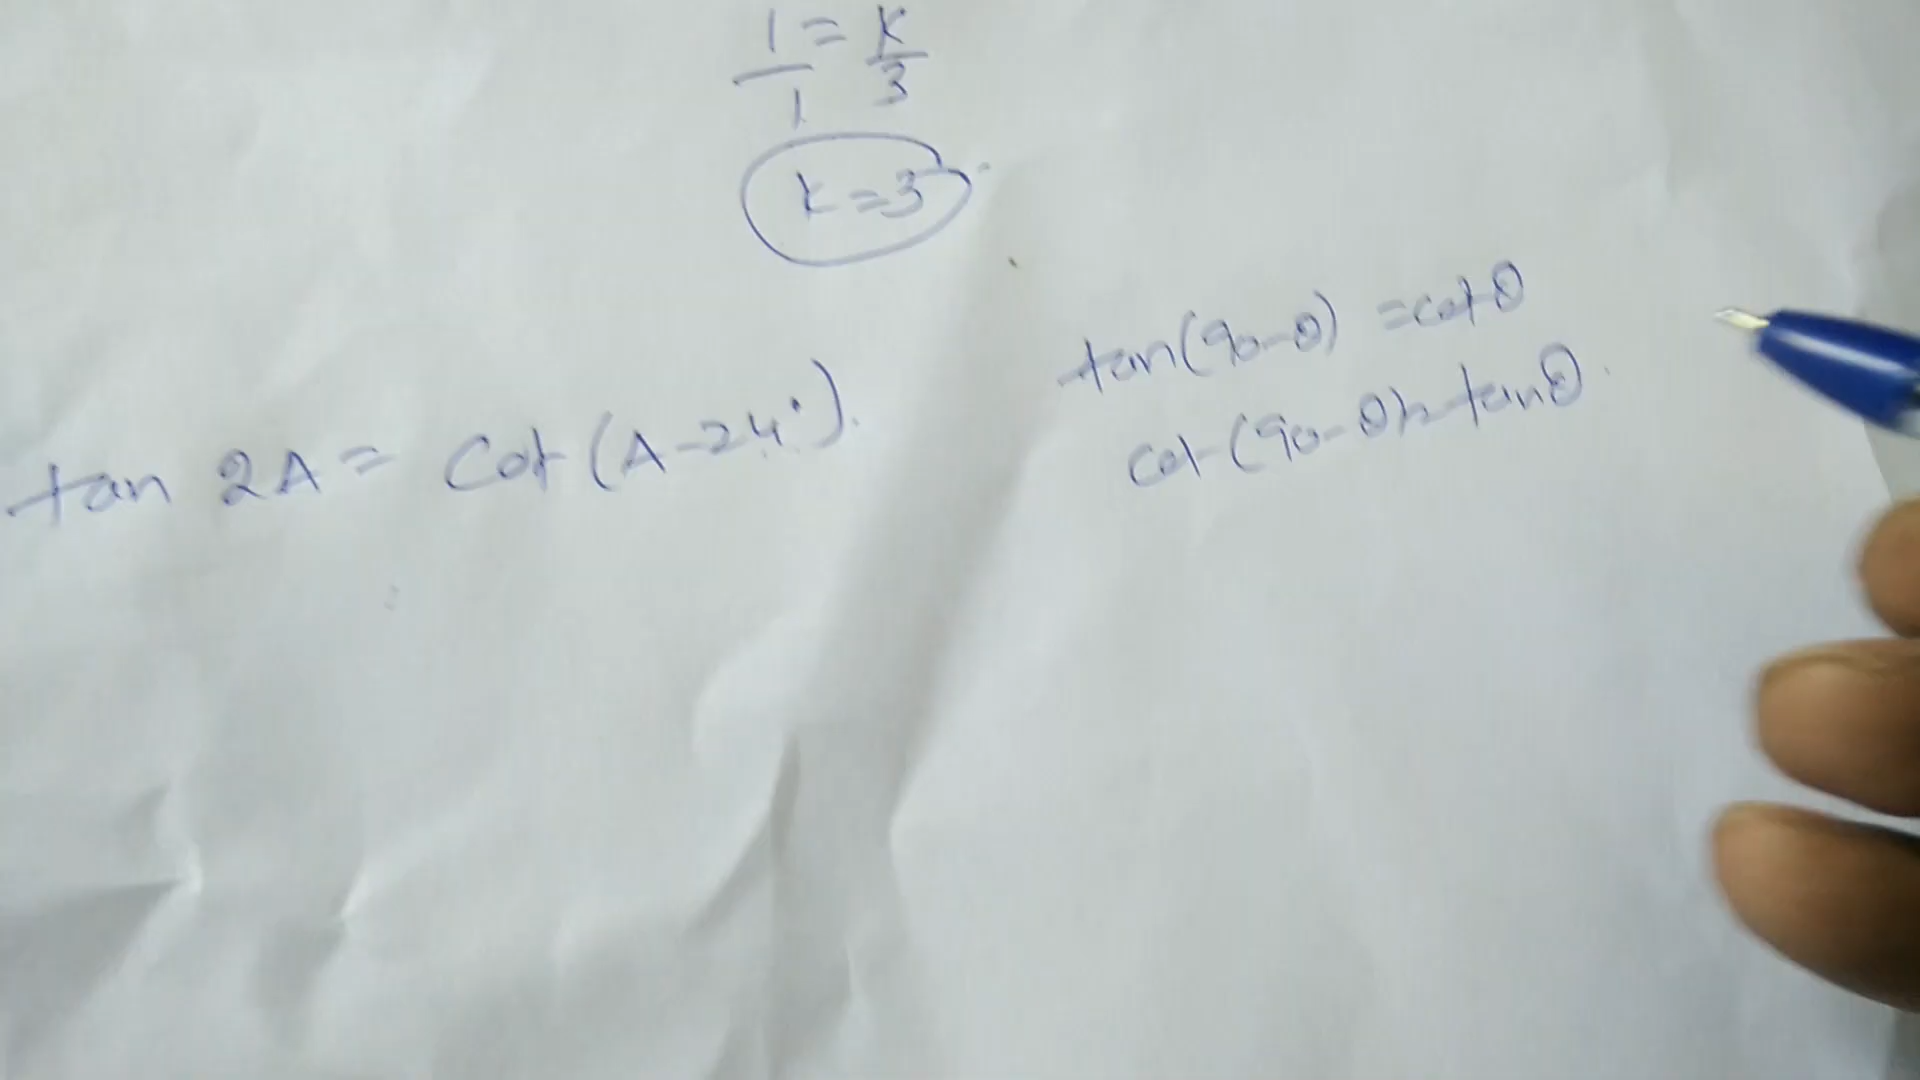 1 = K
1 3
K = 3
tan (90-θ) = cot θ
cot (90-θ) = tan θ.
tan 2A = Cot (A-24°).